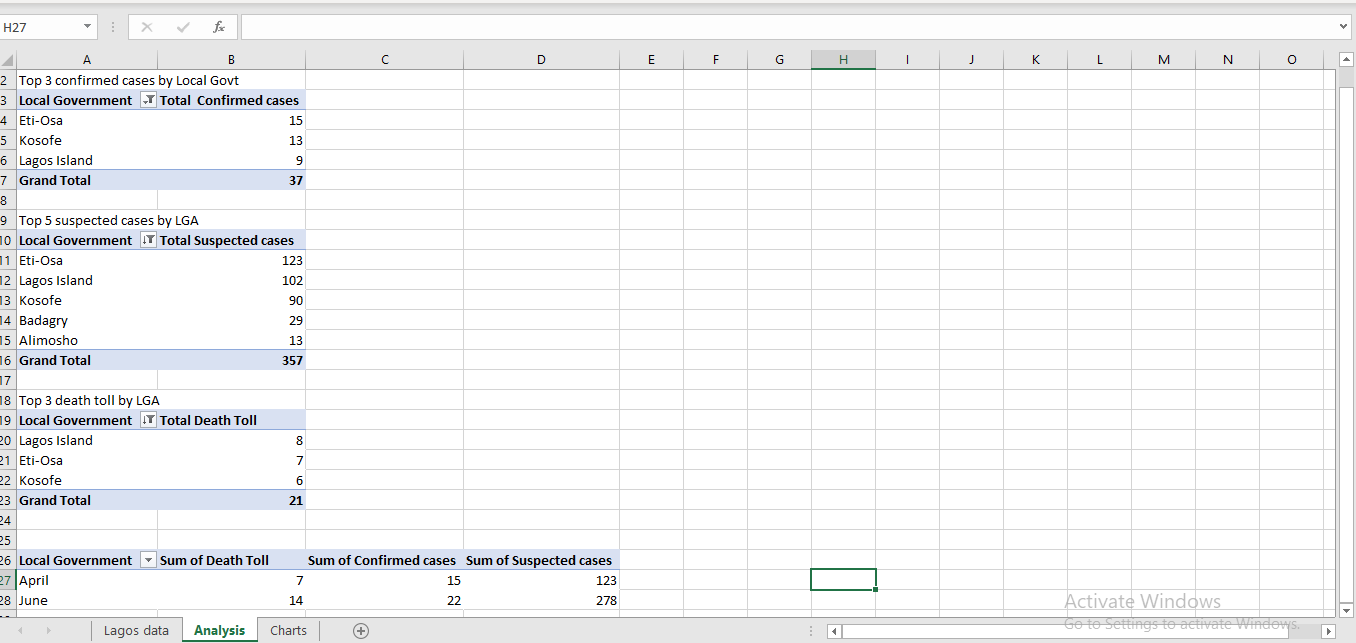 H27 fx
A B C D E F G H I J K L M N O
2 Top 3 confirmed cases by Local Govt
3 Local Government Total Confirmed cases
4 Eti-Osa 15
5 Kosofe 13
6 Lagos Island 9
7 Grand Total 37
8
9 Top 5 suspected cases by LGA
10 Local Government Total Suspected cases
11 Eti-Osa 123
12 Lagos Island 102
13 Kosofe 90
14 Badagry 29
15 Alimosho 13
16 Grand Total 357
17
18 Top 3 death toll by LGA
19 Local Government Total Death Toll
20 Lagos Island 8
21 Eti-Osa 7
22 Kosofe 6
23 Grand Total 21
24
25
26 Local Government Sum of Death Toll Sum of Confirmed cases Sum of Suspected cases
27 April 7 15 123
28 June 14 22 278
Activate Windows
Go to Settings to activate Windows.
Lagos data Analysis Charts